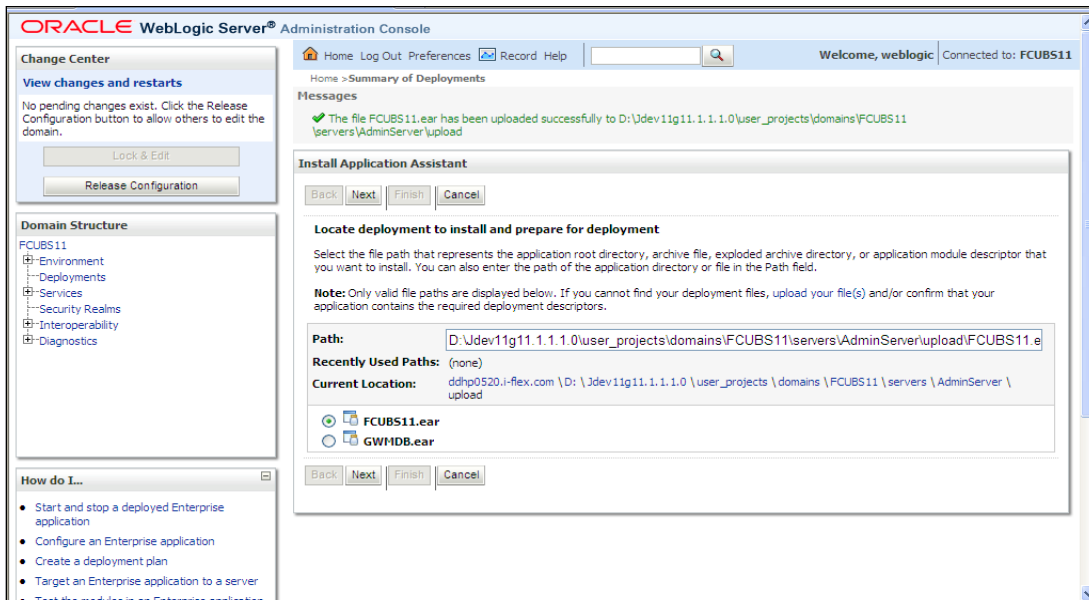 ORACLE WebLogic Server® Administration Console
Change Center
View changes and restarts
No pending changes exist. Click the Release
Configuration button to allow others to edit the
domain.
Lock & Edit
Release Configuration
Domain Structure
FCUBS11
Environment
Deployments
Services
Security Realms
Interoperability
Diagnostics
How do I...
Start and stop a deployed Enterprise
application
Configure an Enterprise application
Create a deployment plan
Target an Enterprise application to a server
Test the modules in an Enterprise application
Home Log Out Preferences Record Help
Welcome, weblogic Connected to: FCUBS11
Home >Summary of Deployments
Messages
The file FCUBS11.ear has been uploaded successfully to D:\Jdev11g11.1.1.1.0\user_projects\domains\FCUBS11
\servers\AdminServer\upload
Install Application Assistant
Back Next Finish Cancel
Locate deployment to install and prepare for deployment
Select the file path that represents the application root directory, archive file, exploded archive directory, or application module descriptor that
you want to install. You can also enter the path of the application directory or file in the Path field.
Note: Only valid file paths are displayed below. If you cannot find your deployment files, upload your file(s) and/or confirm that your
application contains the required deployment descriptors.
Path: D:\Jdev11g11.1.1.1.0\user_projects\domains\FCUBS11\servers\AdminServer\upload\FCUBS11.e
Recently Used Paths: (none)
Current Location: ddhp0520.i-flex.com \ D: \ Jdev11g11.1.1.1.0 \ user_projects \ domains \ FCUBS11 \ servers \ AdminServer \
upload
FCUBS11.ear
GWMDB.ear
Back Next Finish Cancel